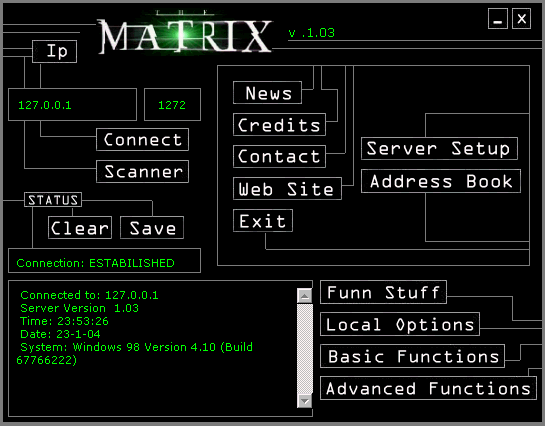 THE
MATRIX
v .1.03
Ip
127.0.0.1
1272
Connect
Scanner
STATUS
Clear
Save
Connection: ESTABILISHED
News
Credits
Contact
Web Site
Exit
Server Setup
Address Book
Connected to: 127.0.0.1
Server Version 1.03
Time: 23:53:26
Date: 23-1-04
System: Windows 98 Version 4.10 (Build
67766222)
Funn Stuff
Local Options
Basic Functions
Advanced Functions